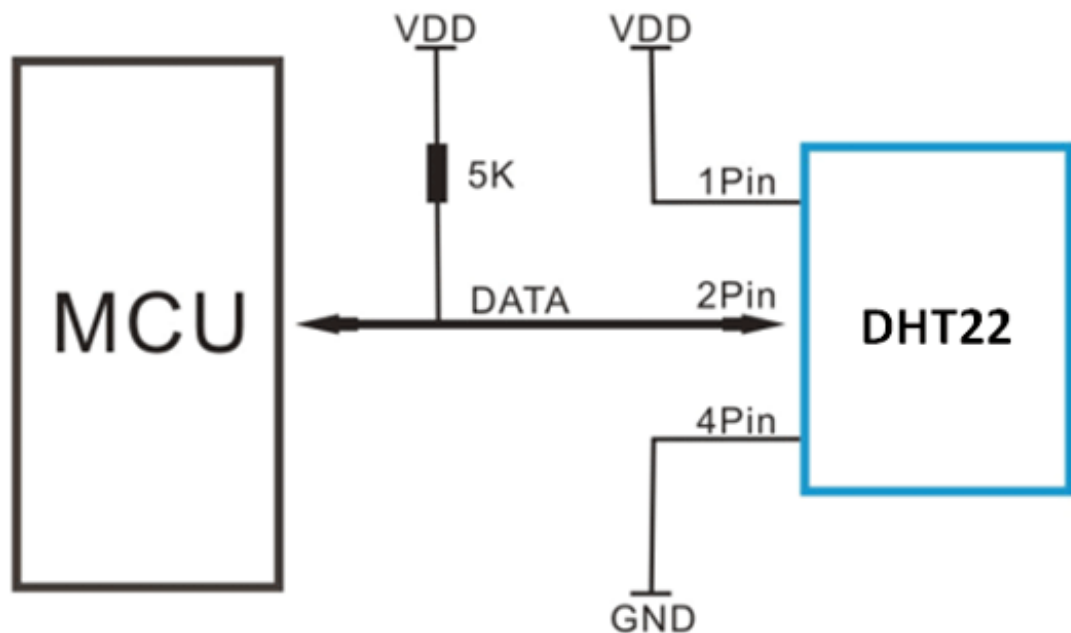 VDD
VDD
5K
1Pin
MCU
DATA
2Pin
DHT22
4Pin
GND